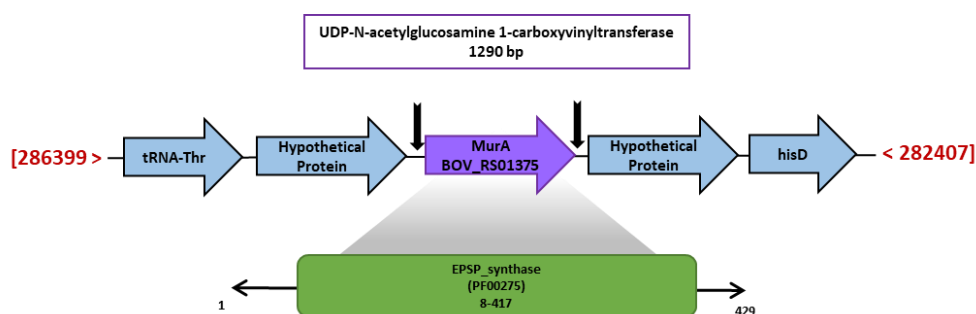 UDP-N-acetylglucosamine 1-carboxyvinyltransferase
1290 bp
[286399 >
tRNA-Thr
Hypothetical
Protein
MurA
BOV_RS01375
Hypothetical
Protein
hisD
< 282407]
EPSP_synthase
(PF00275)
8-417
1
429